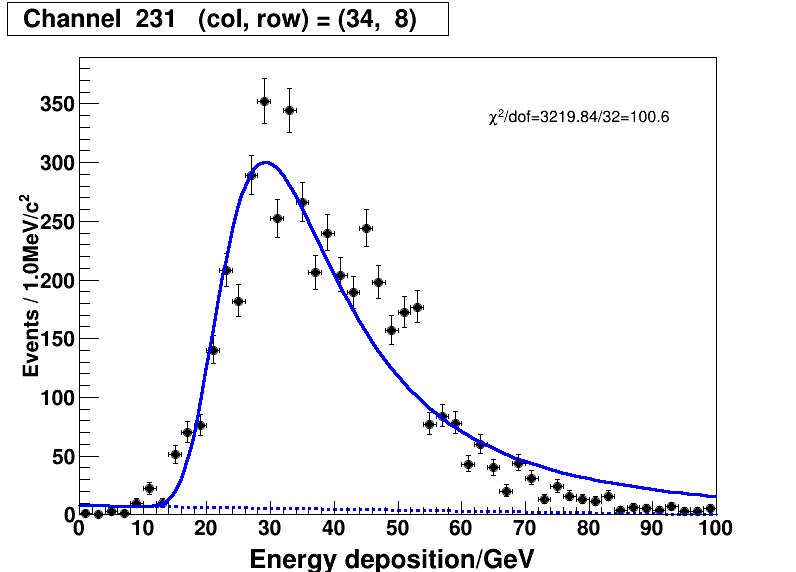 Channel 231 (col, row) = (34, 8)
χ²/dof=3219.84/32=100.6
Events / 1.0MeV/c²
350
300
250
200
150
100
50
0
0 10 20 30 40 50 60 70 80 90 100
Energy deposition/GeV